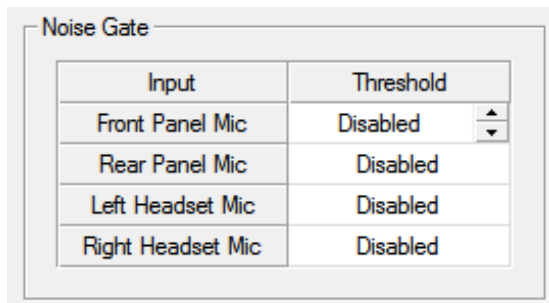 Noise Gate
Input Threshold
Front Panel Mic Disabled
Rear Panel Mic Disabled
Left Headset Mic Disabled
Right Headset Mic Disabled